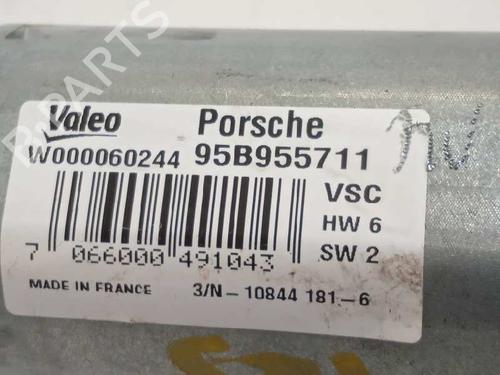 Valeo Porsche
W000060244 95B955711
VSC
HW 6
SW 2
7 066000 491043
MADE IN FRANCE 3/N-10844 181-6
B-PARTS